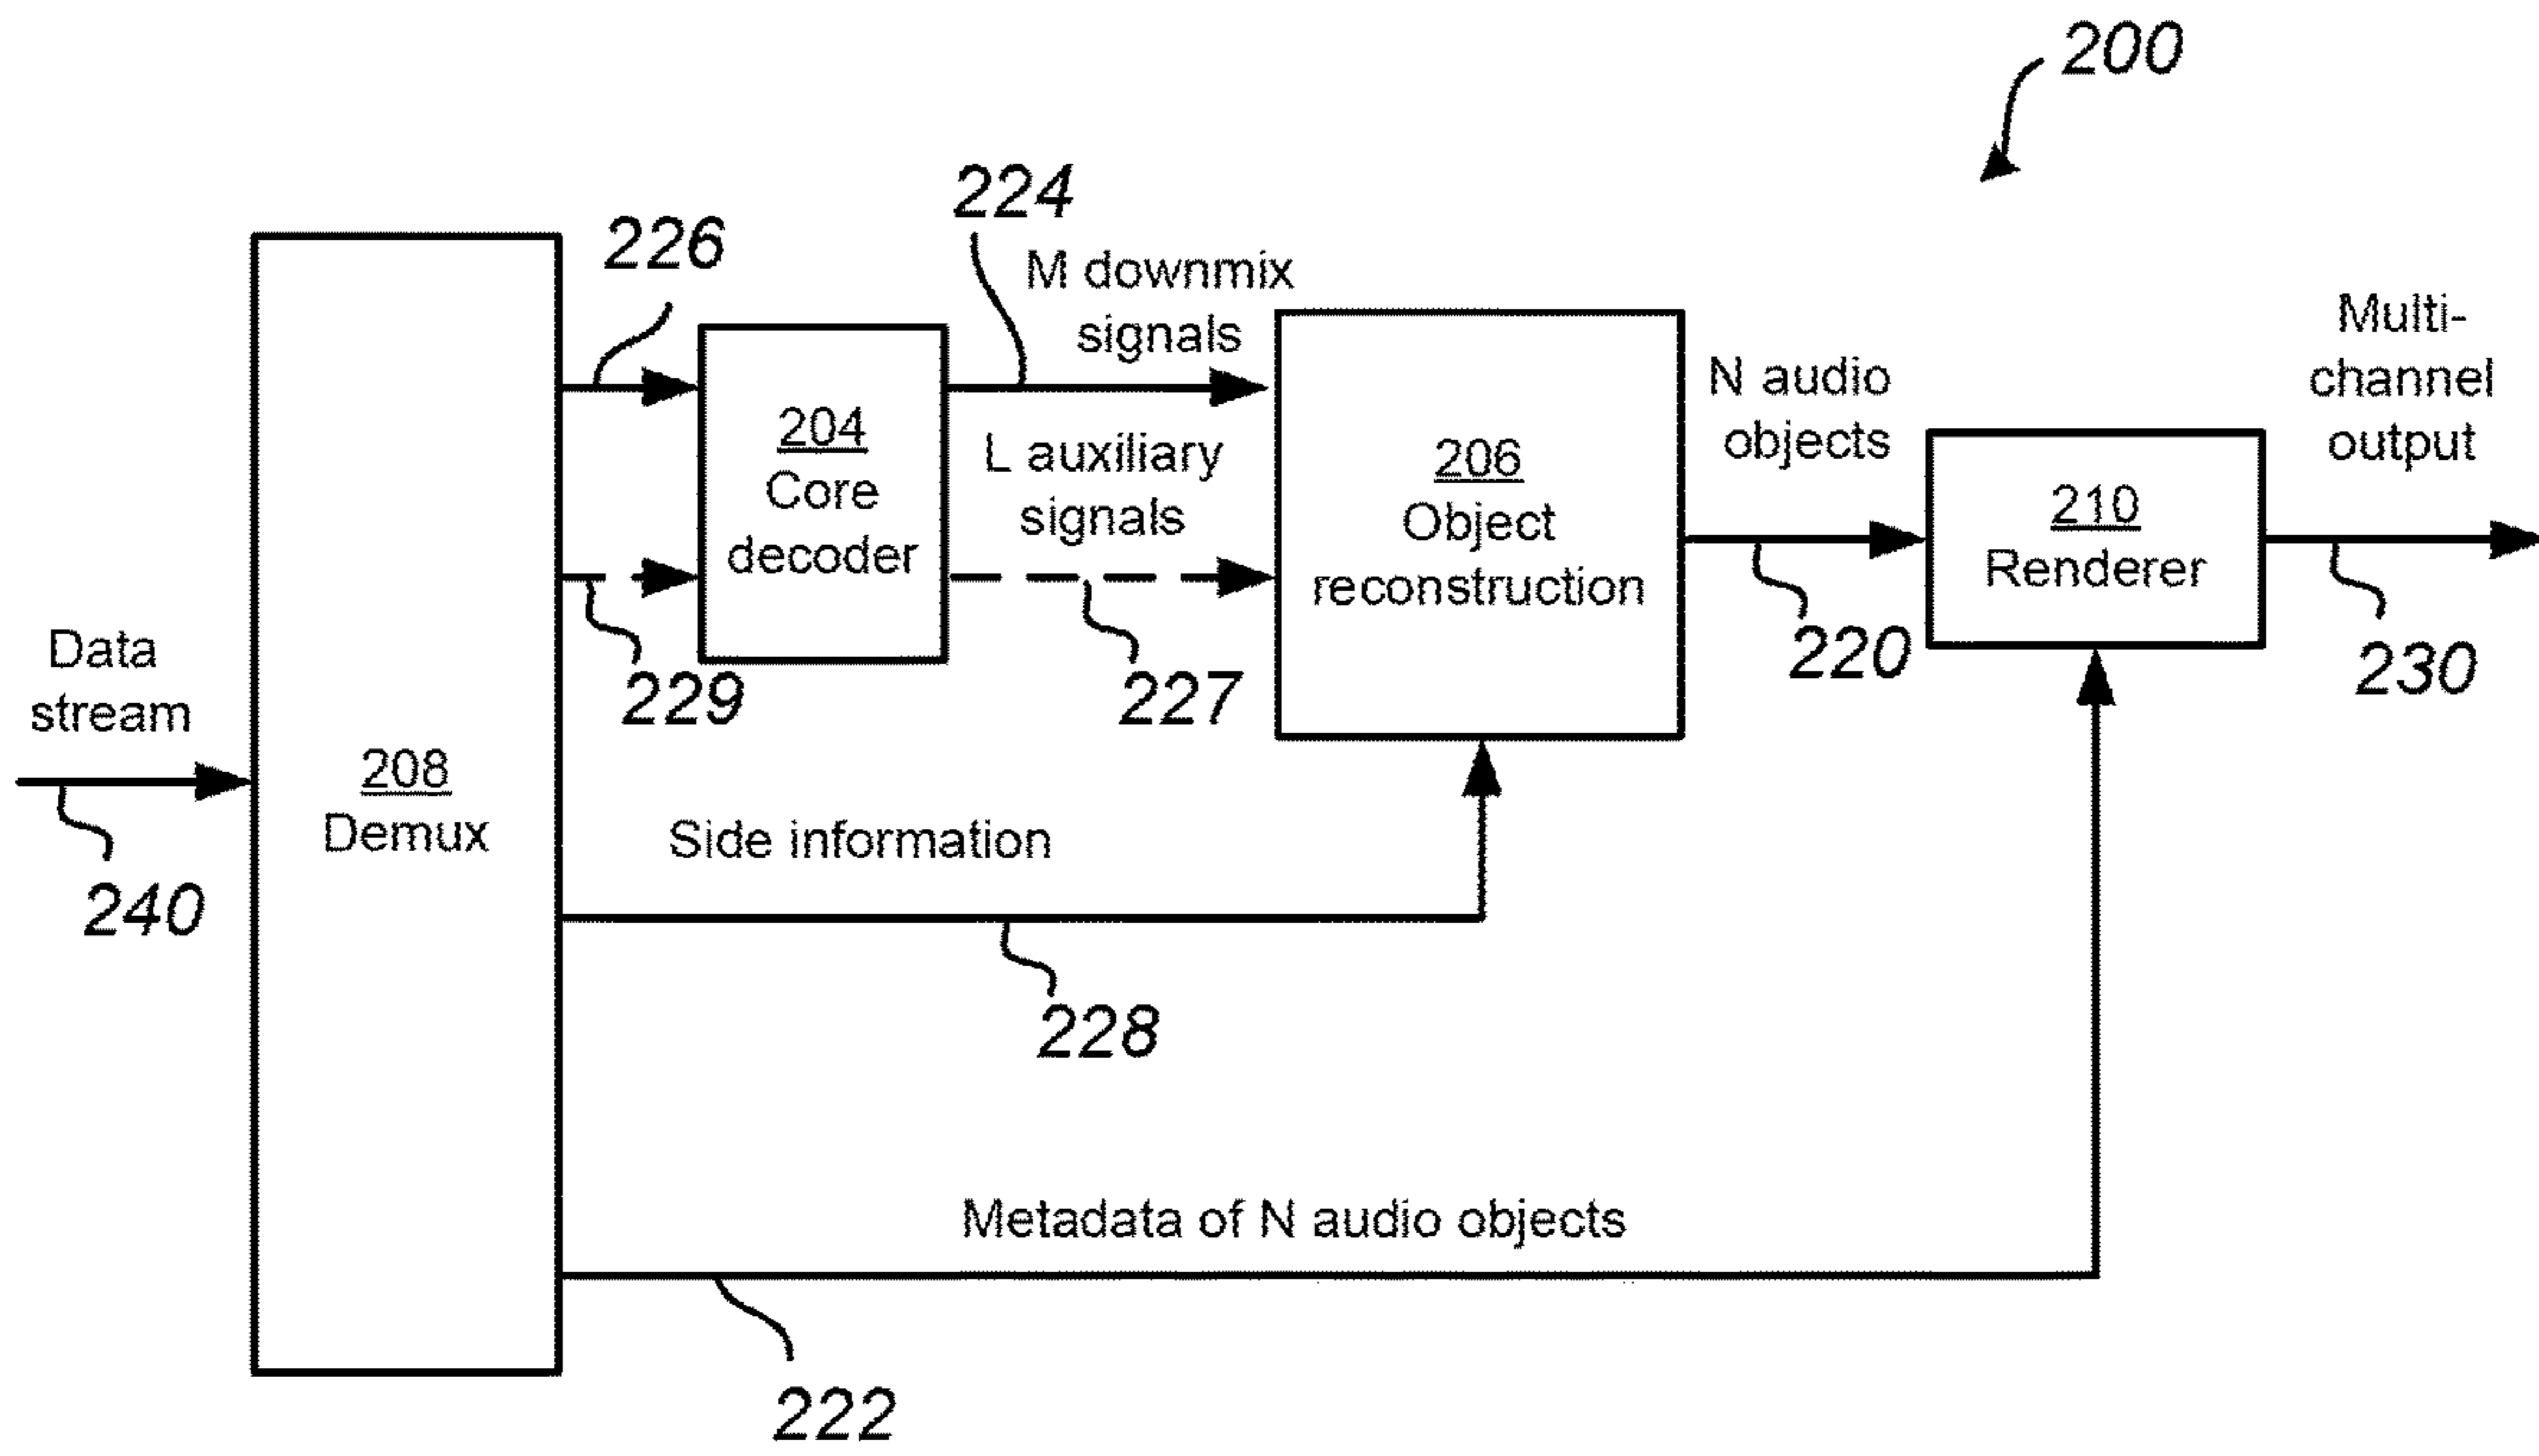 200
224
226
M downmix
signals
Multi-
channel
output
N audio
objects
204
Core
decoder
L auxiliary
signals
206
Object
reconstruction
210
Renderer
Data
stream
229
227
220
230
208
Demux
Side information
240
228
Metadata of N audio objects
222